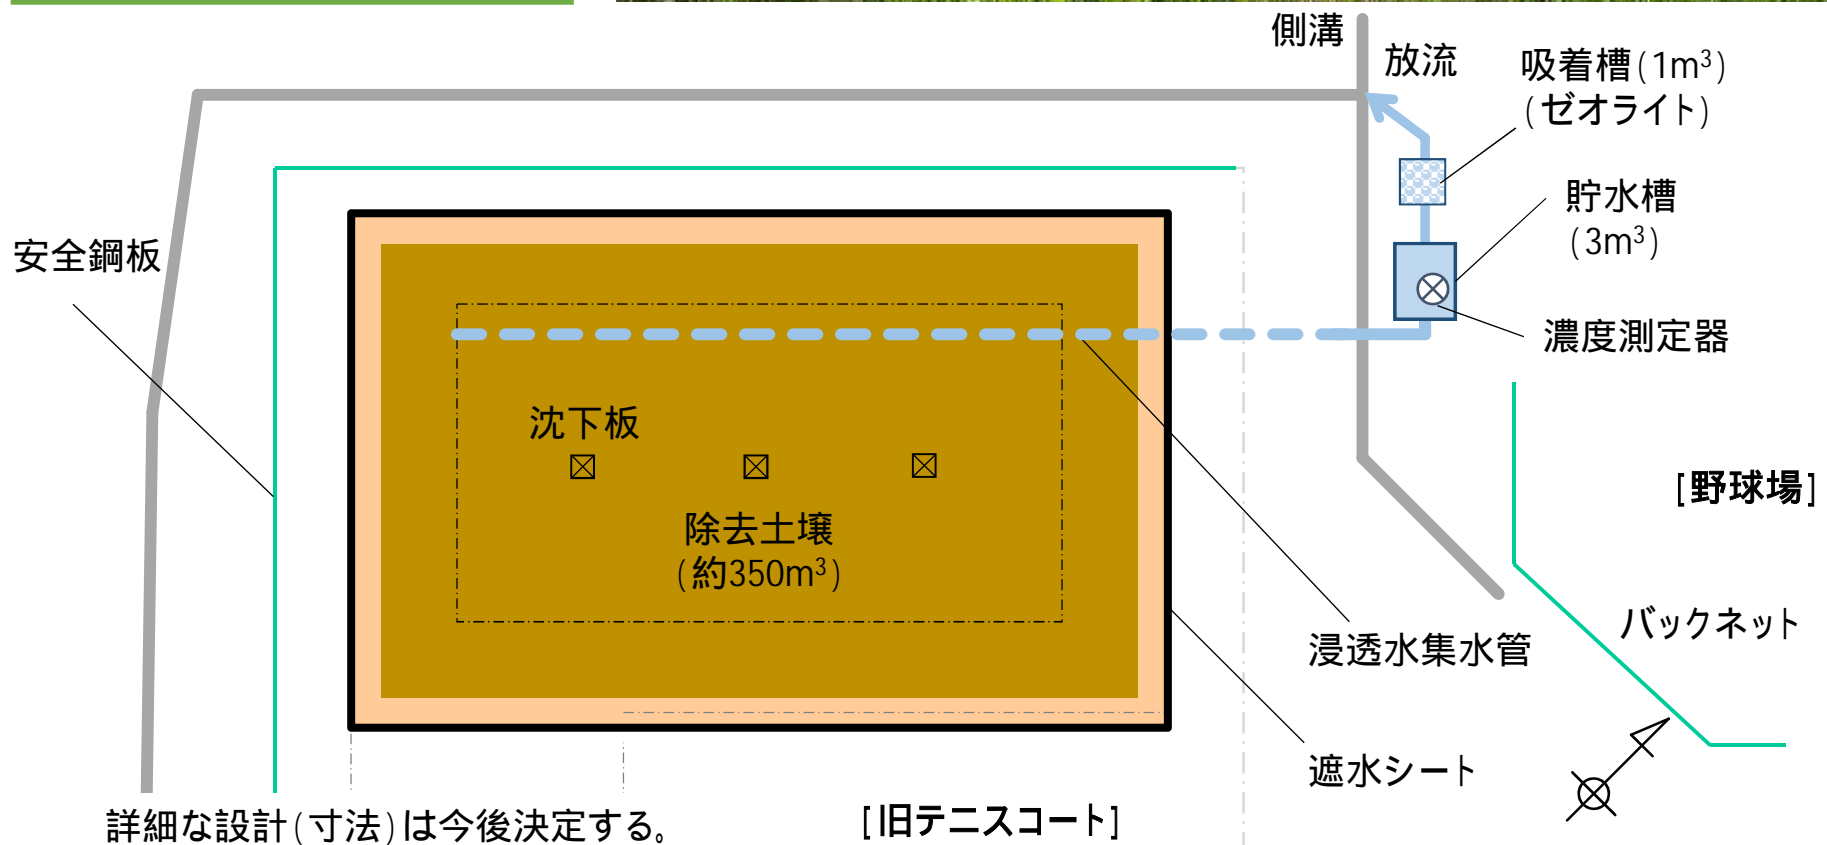 側溝
放流
吸着槽(1m³)
(ゼオライト)
貯水槽
(3m³)
安全鋼板
濃度測定器
沈下板
[野球場]
除去土壌
(約350m³)
バックネット
浸透水集水管
遮水シート
詳細な設計(寸法)は今後決定する。
[旧テニスコート]